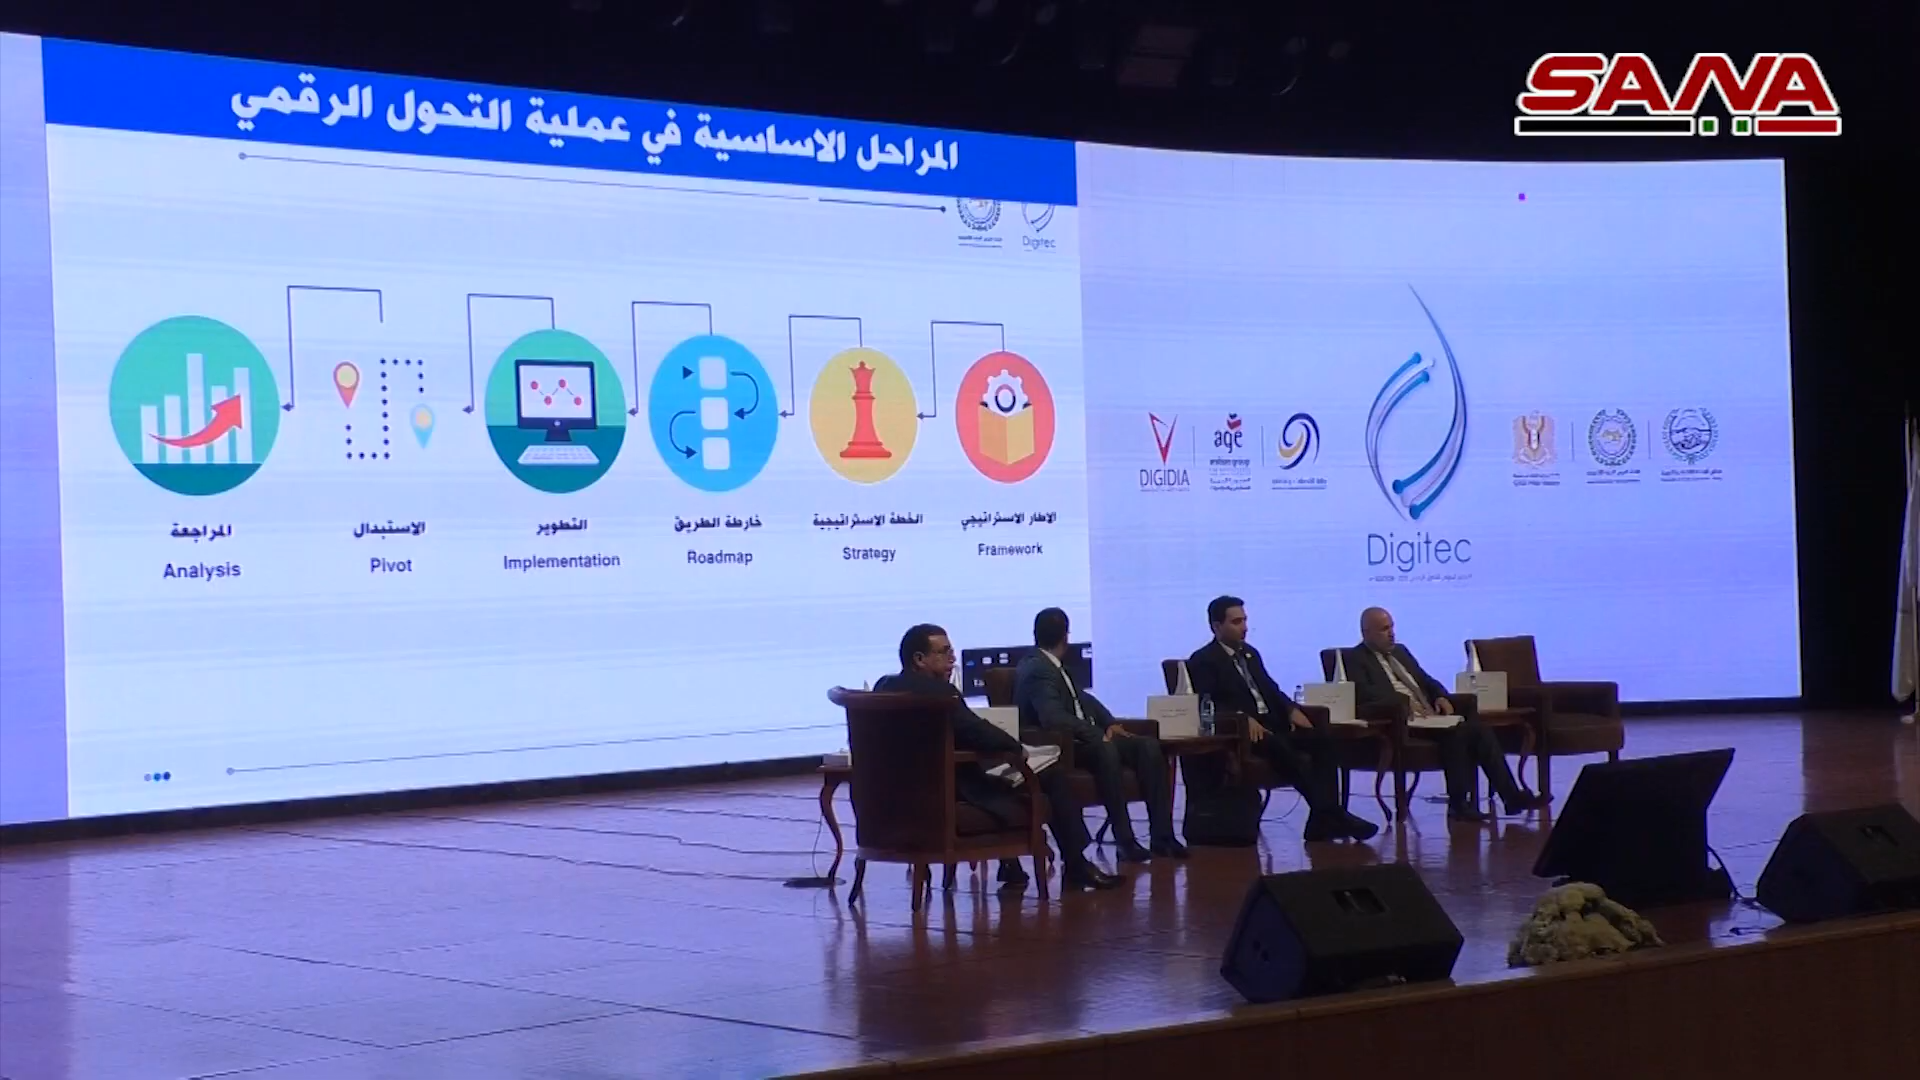 SANA
المراحل الاساسية في عملية التحول الرقمي
Digitec
الاطار الاستراتيجي
Framework
الخطة الاستراتيجية
Strategy
خارطة الطريق
Roadmap
التطوير
Implementation
الاستبدال
Pivot
المراجعة
Analysis
DIGIDIA
age
Digitec